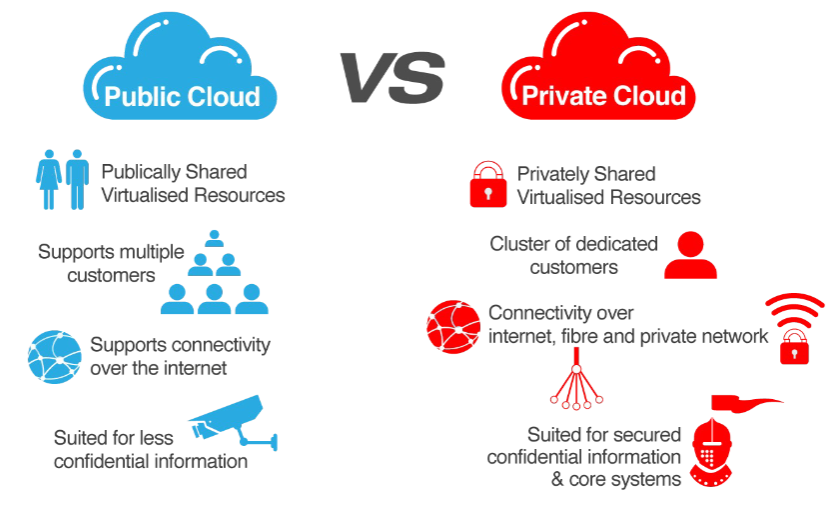 Public Cloud
VS
Private Cloud
Publically Shared
Virtualised Resources
Supports multiple
customers
Supports connectivity
over the internet
Suited for less
confidential information
Privately Shared
Virtualised Resources
Cluster of dedicated
customers
Connectivity over
internet, fibre and private network
Suited for secured
confidential information
& core systems